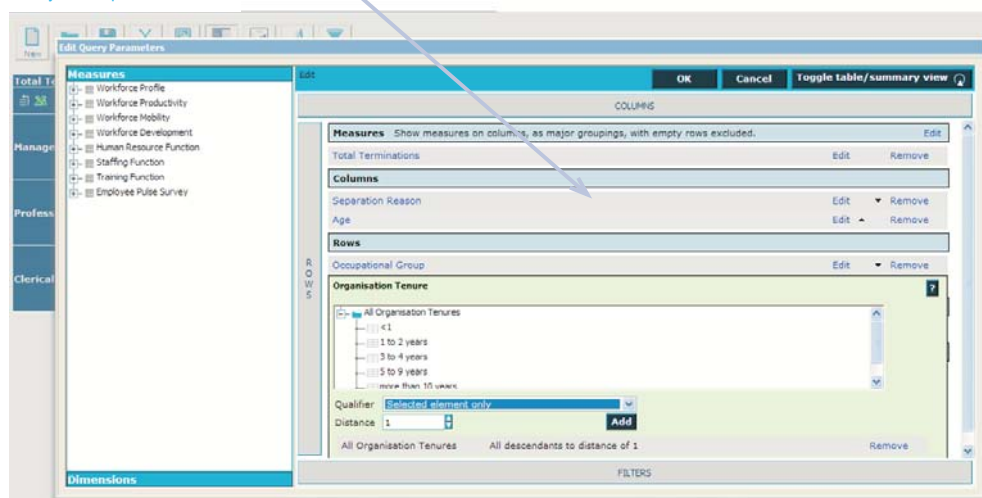 New
Edit Query Parameters
Measures
Workforce Profile
Workforce Productivity
Workforce Mobility
Workforce Development
Human Resource Function
Staffing Function
Training Function
Employee Pulse Survey
Dimensions
Edit
OK Cancel Toggle table/summary view
COLUMNS
ROWS
Measures Show measures on columns, as major groupings, with empty rows excluded. Edit
Total Terminations Edit Remove
Columns
Separation Reason Edit Remove
Age Edit Remove
Rows
Occupational Group Edit Remove
Organisation Tenure ?
All Organisation Tenures
<1
1 to 2 years
3 to 4 years
5 to 9 years
more than 10 years
Qualifier Selected element only
Distance 1 Add
All Organisation Tenures All descendants to distance of 1 Remove
FILTERS
Manage
Profess
Clerical